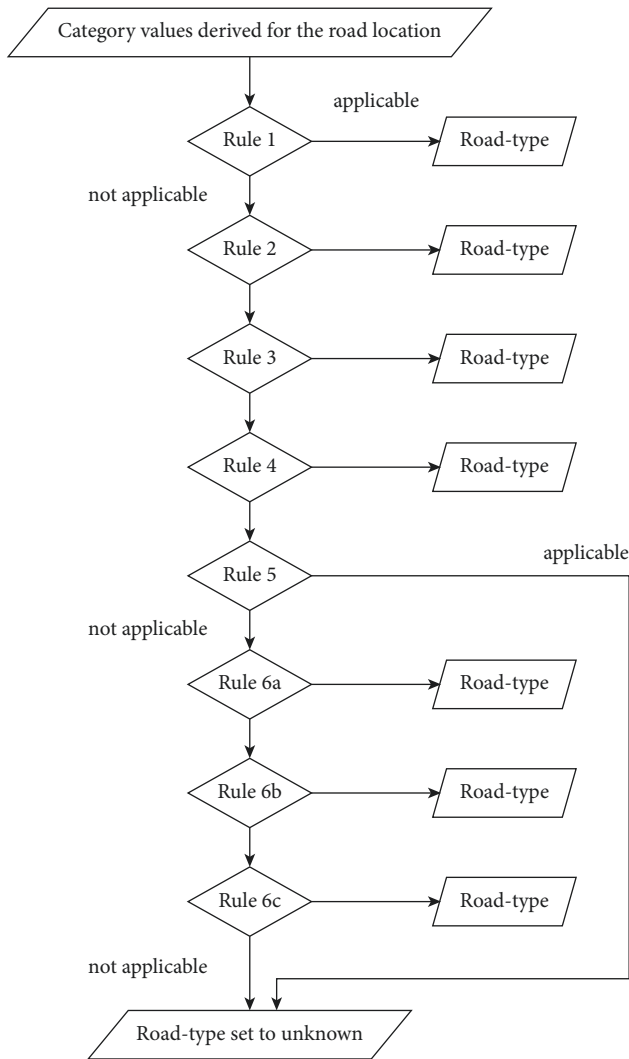 Category values derived for the road location
applicable
Rule 1
Road-type
not applicable
Rule 2
Road-type
Rule 3
Road-type
Rule 4
Road-type
applicable
Rule 5
not applicable
Rule 6a
Road-type
Rule 6b
Road-type
Rule 6c
Road-type
not applicable
Road-type set to unknown